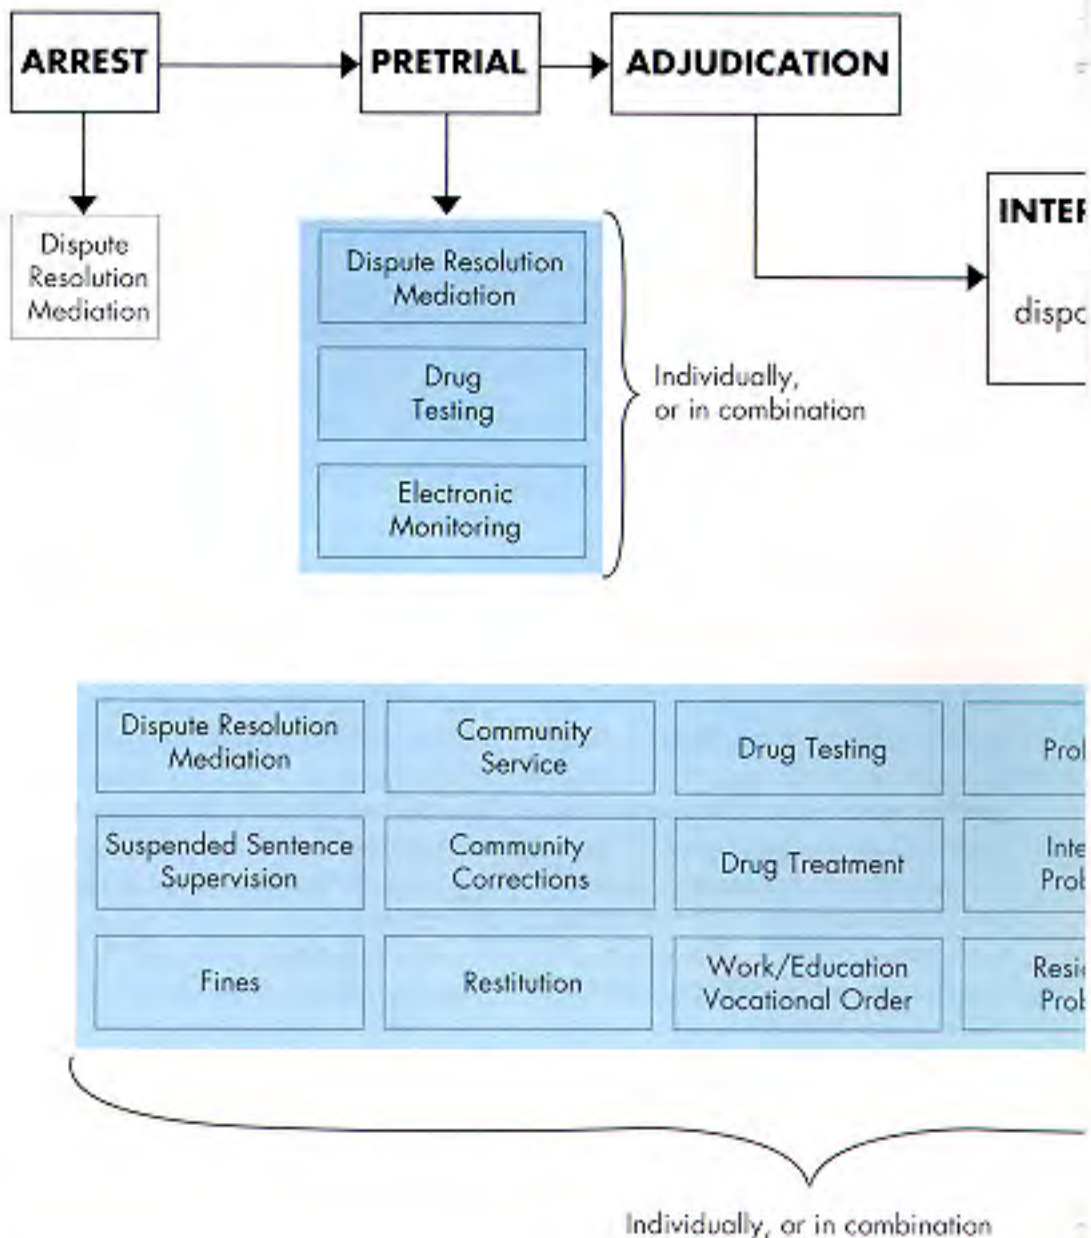 ARREST
PRETRIAL
ADJUDICATION
Dispute
Resolution
Mediation
Dispute Resolution
Mediation
Drug
Testing
Electronic
Monitoring
Individually,
or in combination
Dispute Resolution
Mediation
Community
Service
Drug Testing
Suspended Sentence
Supervision
Community
Corrections
Drug Treatment
Fines
Restitution
Work/Education
Vocational Order
Individually, or in combination